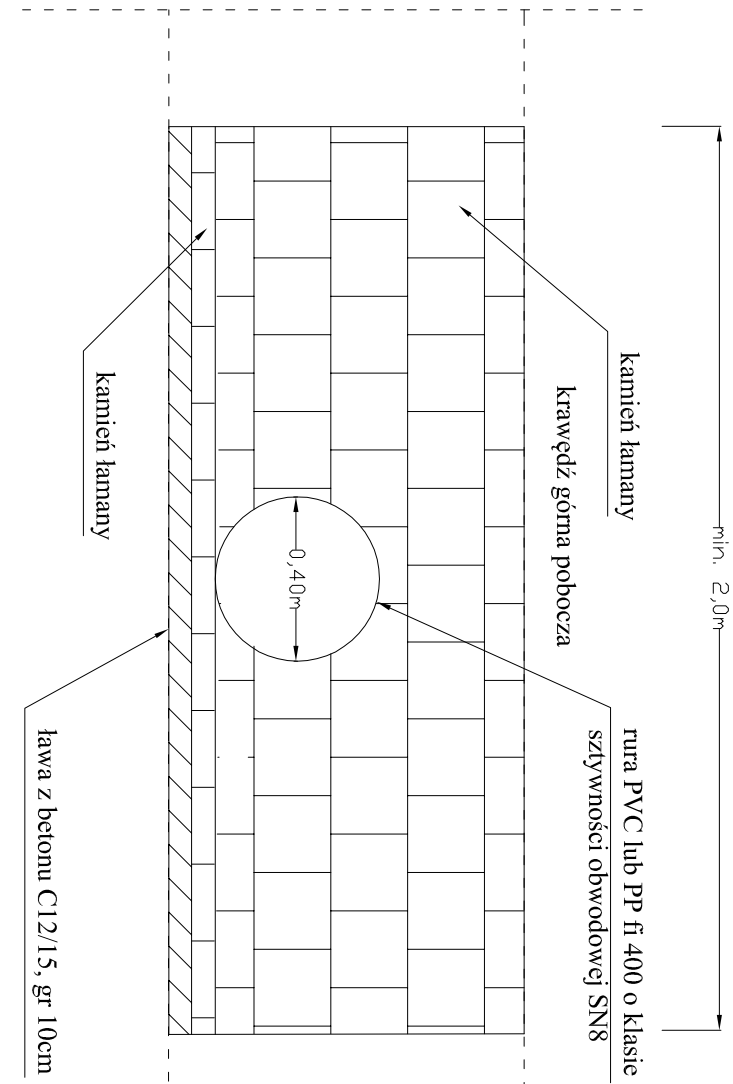 min. 2,0m
kamień łamany
krawędź górna pobocza
rura PVC lub PP fi 400 o klasie
sztywności obwodowej SN8
0,40m
kamień łamany
ława z betonu C12/15, gr 10cm